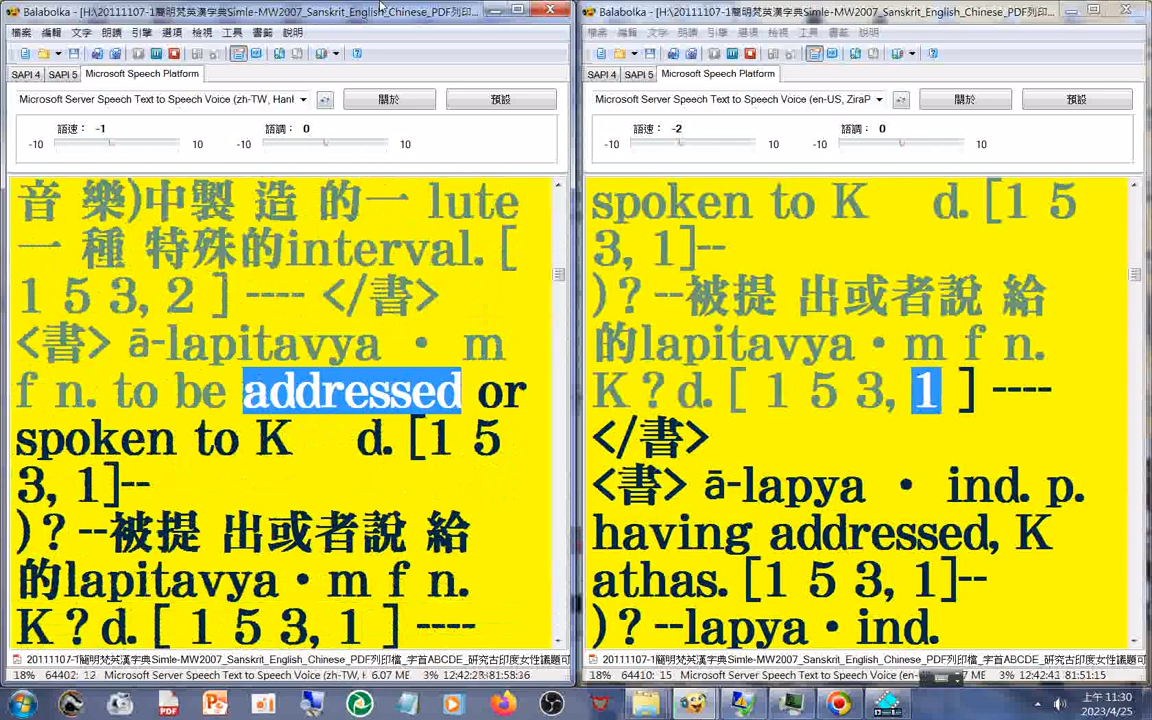 Balabolka - [H:\20111107-1簡明梵英漢字典Simle-MW2007_Sanskrit_English_Chinese_PDF列印...
檔案 編輯 文字 朗讀 引擎 選項 檢視 工具 書籤 說明
SAPI 4 SAPI 5 Microsoft Speech Platform
Microsoft Server Speech Text to Speech Voice (zh-TW, Hanl 關於 預設
語速： -1 語調： 0
-10 10 -10 10
音 樂)中製 造 的一 lute
一 種 特殊的interval. [
1 5 3, 2 ] ---- </書>
<書> ā-lapitavya • m
f n. to be addressed or
spoken to K d. [1 5
3, 1]--
)？--被提 出或者說 給
的lapitavya•m f n.
K？d. [ 1 5 3, 1 ] ----
20111107-1簡明梵英漢字典Simle-MW2007_Sanskrit_English_Chinese_PDF列印檔_字首ABCDE_研究古印度女性議題可
18% 64402: 12 Microsoft Server Speech Text to Speech Voice (zh-TW, H 6.07 MB 3% 12:42:28:81:58:36
Balabolka - [H:\20111107-1簡明梵英漢字典Simle-MW2007_Sanskrit_English_Chinese_PDF列印...
檔案 編輯 文字 朗讀 引擎 選項 檢視 工具 書籤 說明
SAPI 4 SAPI 5 Microsoft Speech Platform
Microsoft Server Speech Text to Speech Voice (en-US, ZiraP 關於 預設
語速： -2 語調： 0
-10 10 -10 10
spoken to K d. [1 5
3, 1]--
)？--被提 出或者說 給
的lapitavya•m f n.
K？d. [ 1 5 3, 1 ] ----
</書>
<書> ā-lapya • ind. p.
having addressed, K
athas. [1 5 3, 1]--
)？--lapya•ind.
20111107-1簡明梵英漢字典Simle-MW2007_Sanskrit_English_Chinese_PDF列印檔_字首ABCDE_研究古印度女性議題可
18% 64410: 15 Microsoft Server Speech Text to Speech Voice (en-US, 7 MB 3% 12:42:41:81:51:15
上午 11:30
2023/4/25